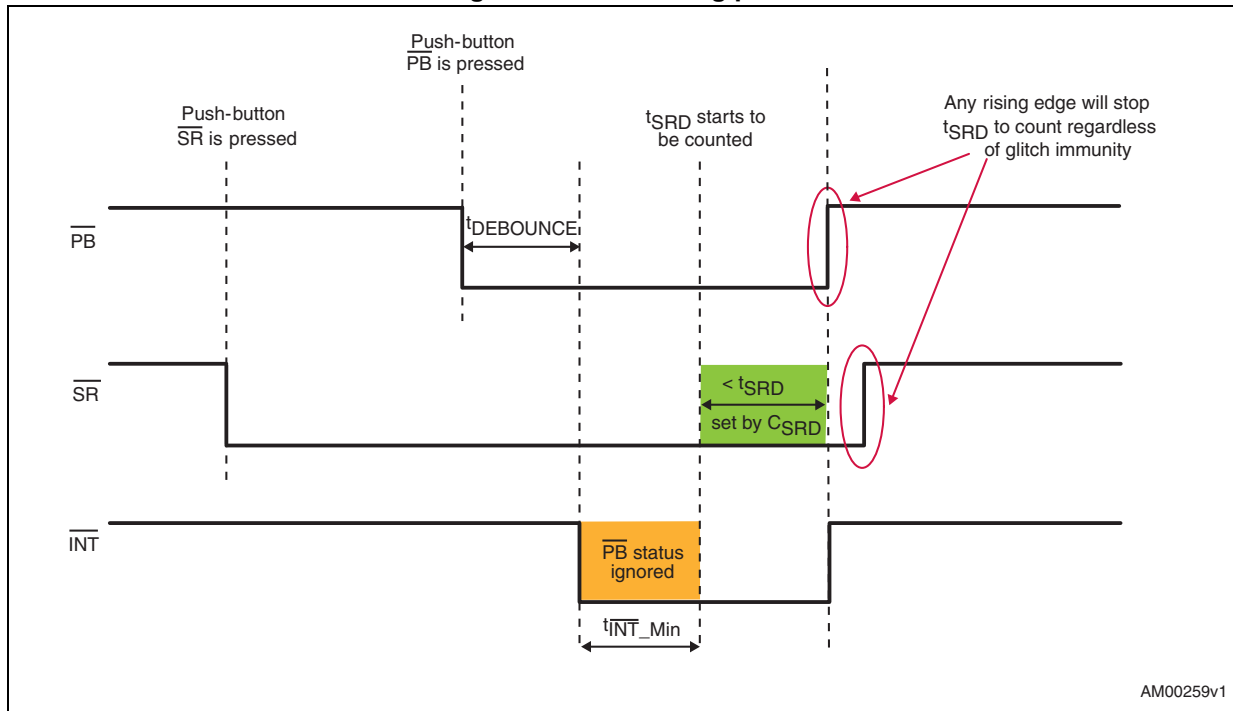 Push-button
PB is pressed
Push-button
SR is pressed
tSRD starts to
be counted
Any rising edge will stop
tSRD to count regardless
of glitch immunity
PB
tDEBOUNCE
SR
< tSRD
set by CSRD
INT
PB status
ignored
tINT_Min
AM00259v1